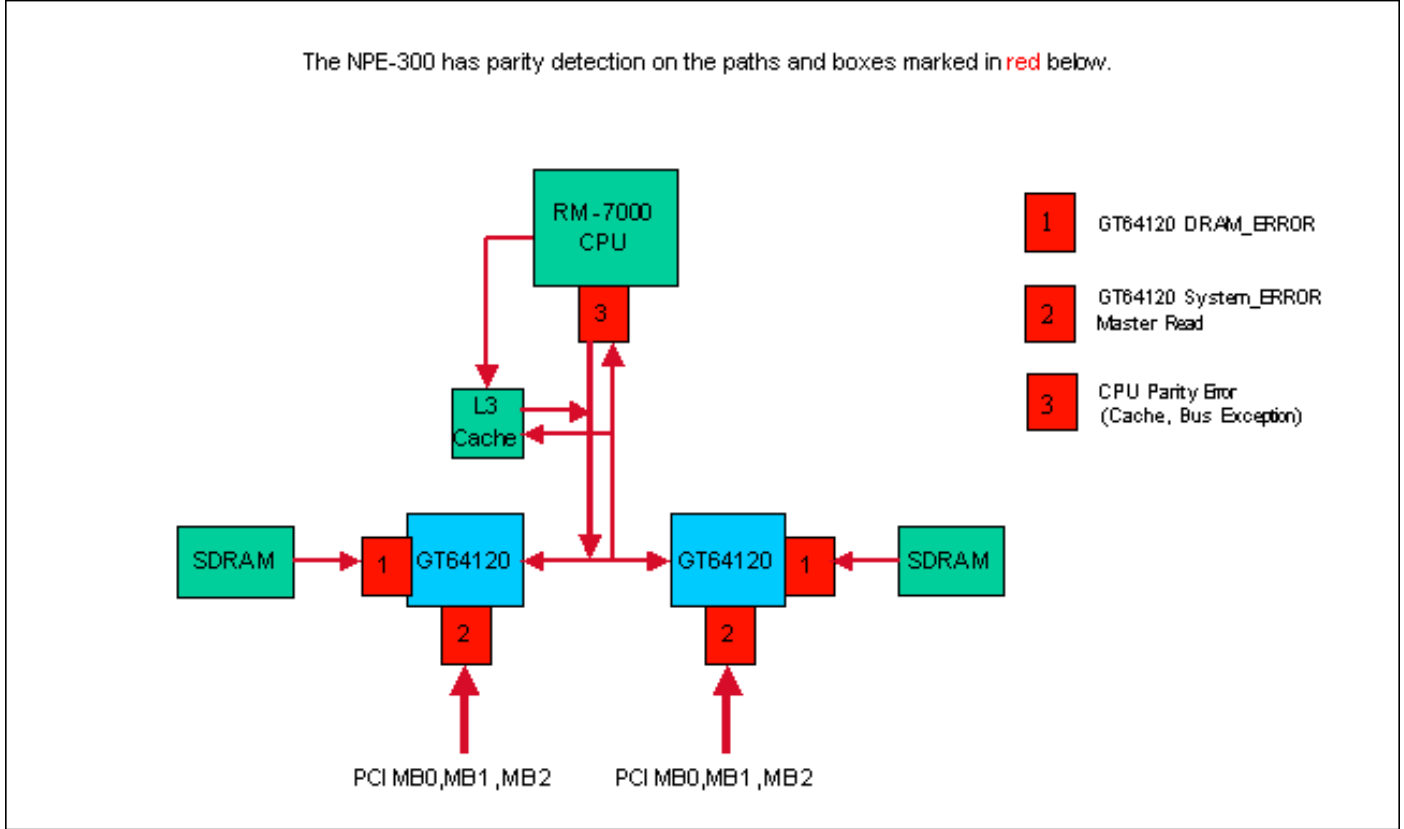 The NPE-300 has parity detection on the paths and boxes marked in red below.
RM-7000
CPU
3
L3
Cache
SDRAM
1
GT64120
2
PCI MB0,MB1 ,MB2
GT64120
1
SDRAM
2
PCI MB0,MB1 ,MB2
1
GT64120 DRAM_ERROR
2
GT64120 System_ERROR
Master Read
3
CPU Parity Error
(Cache, Bus Exception)